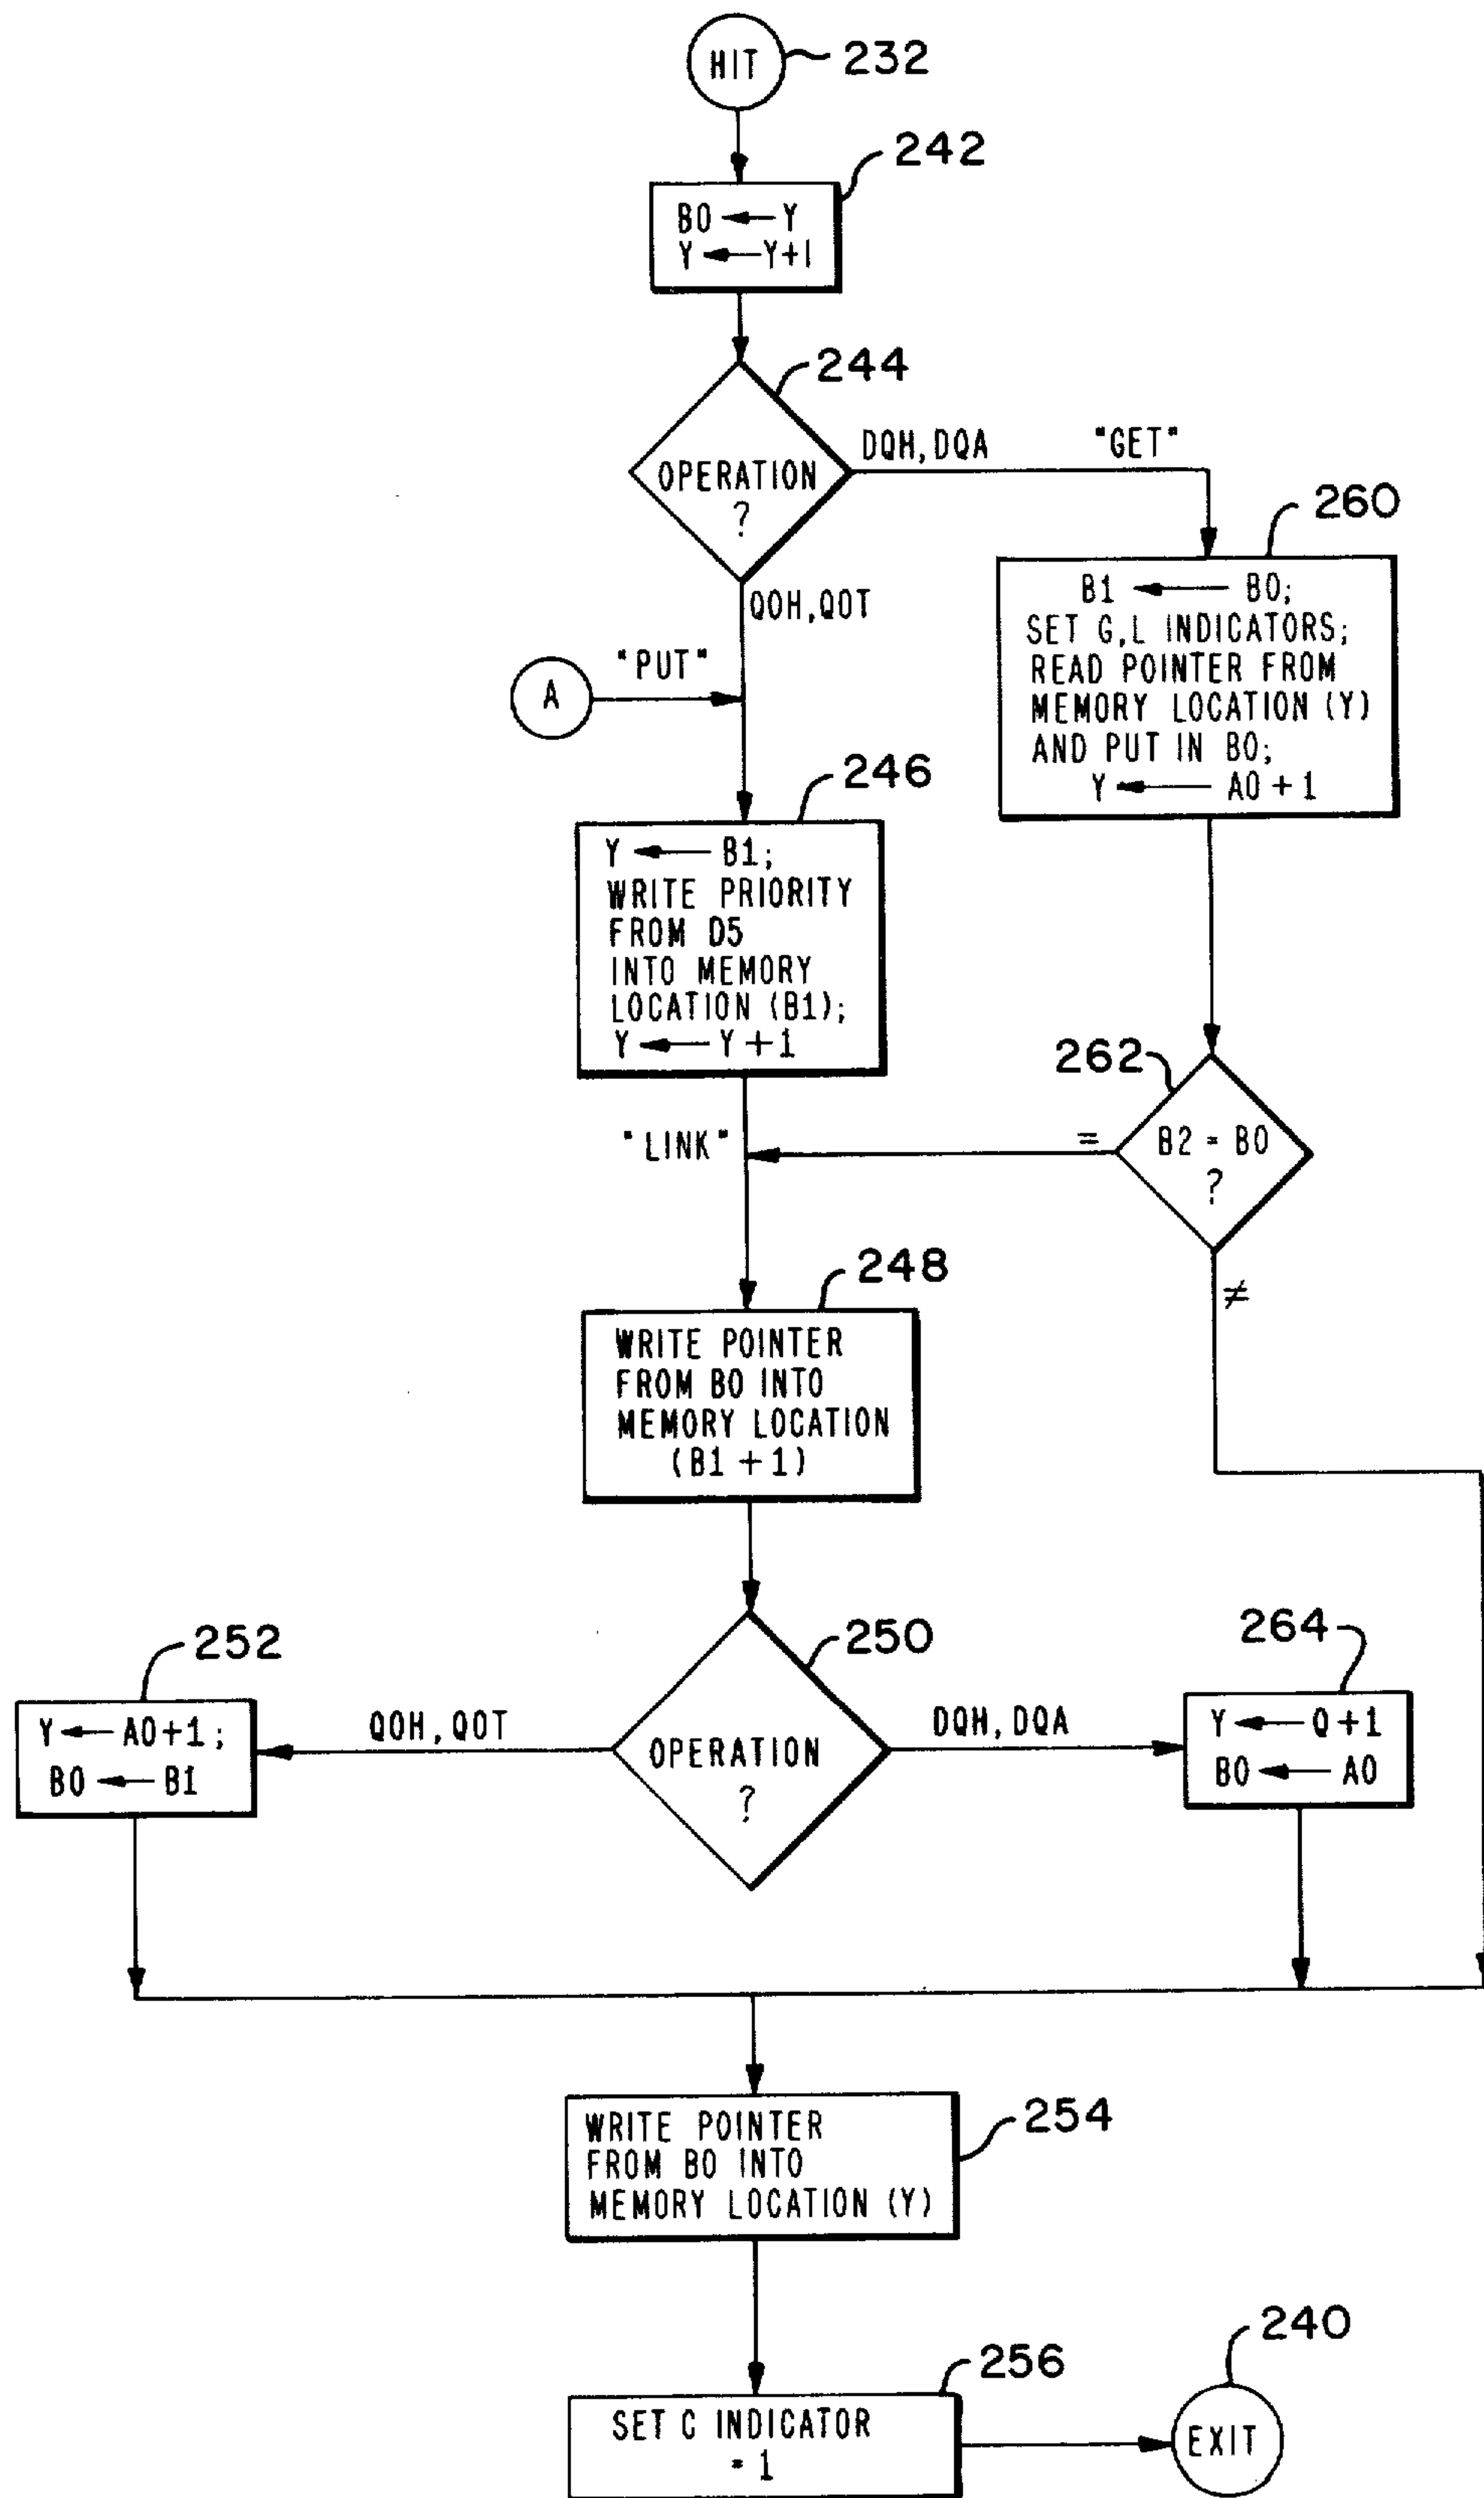 HIT
232
242
B0 ← Y
Y ← Y+1
244
OPERATION
?
DQH, DQA
"GET"
260
B1 ← B0;
SET G,L INDICATORS;
READ POINTER FROM
MEMORY LOCATION (Y)
AND PUT IN B0;
Y ← A0 + 1
QOH, QOT
"PUT"
A
246
Y ← B1;
WRITE PRIORITY
FROM D5
INTO MEMORY
LOCATION (B1);
Y ← Y + 1
262
B2 = B0
?
=
"LINK"
≠
248
WRITE POINTER
FROM B0 INTO
MEMORY LOCATION
(B1 + 1)
250
OPERATION
?
QOH, QOT
252
Y ← A0+1;
B0 ← B1
DQH, DQA
264
Y ← Q+1
B0 ← A0
254
WRITE POINTER
FROM B0 INTO
MEMORY LOCATION (Y)
256
SET C INDICATOR
= 1
240
EXIT